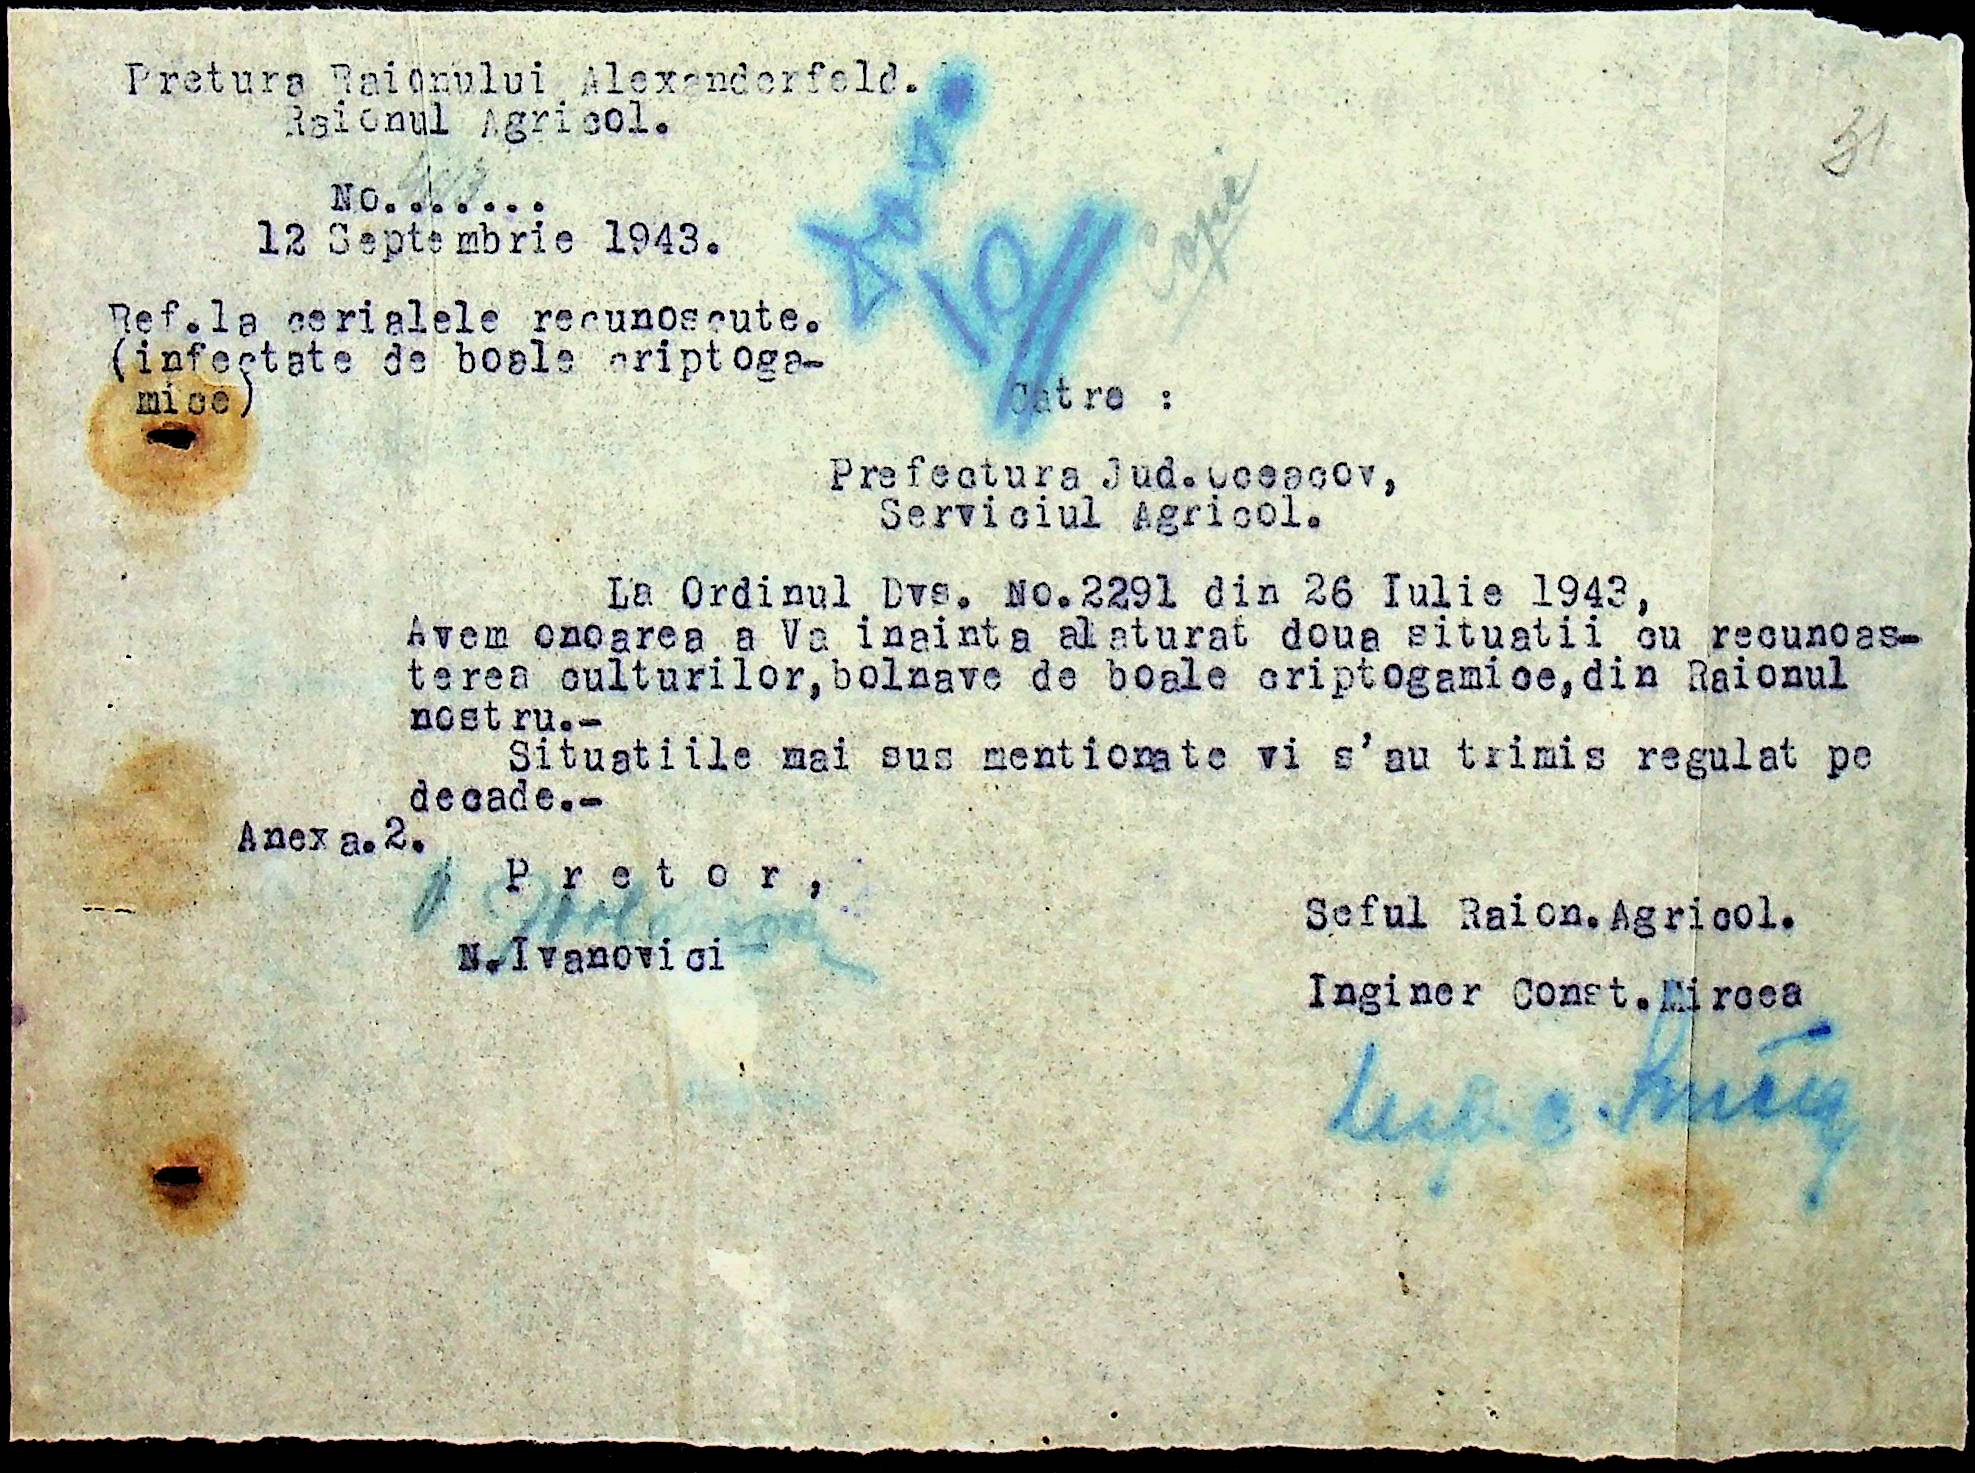 31
Pretura Raionului Alexanderfeld.
Raionul Agricol.
No.......
12 Septembrie 1943.
Copie
Ref.la cerialele recunoscute.
(infectate de boale criptoga-
mice)
Catre :
Prefectura Jud.Oceacov,
Serviciul Agricol.
La Ordinul Dvs. No.2291 din 26 Iulie 1943,
Avem onoarea a Va inainta alaturat doua situatii cu recunoas-
terea culturilor,bolnave de boale criptogamice,din Raionul
nostru.-
Situatiile mai sus mentionate vi s'au trimis regulat pe
decade.-
Anexa.2.
Pretor,
N.Ivanovici
Seful Raion.Agricol.
Inginer Const.Mircea